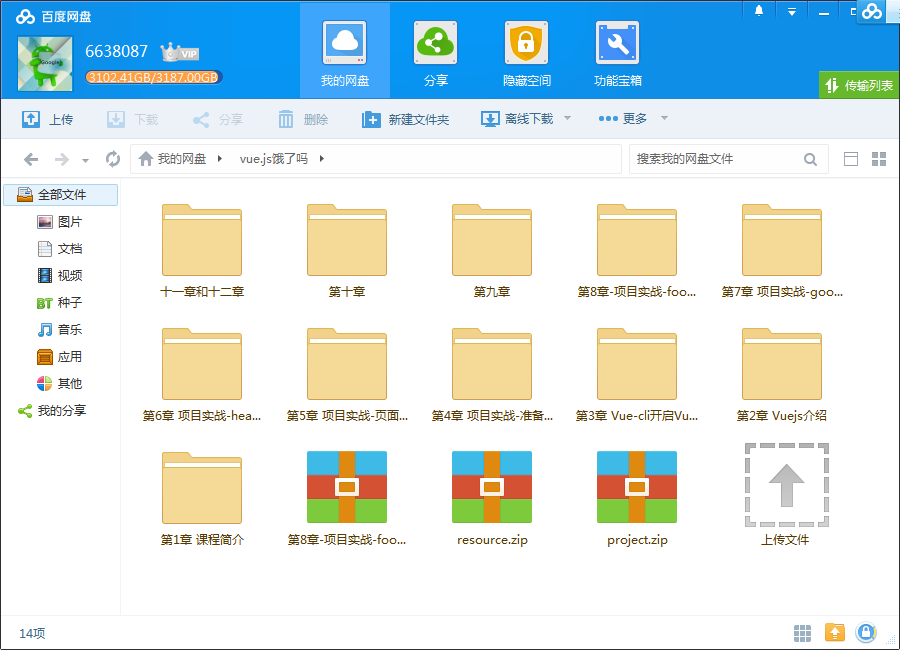 百度网盘
6638087 VIP
3102.41GB/3187.00GB
我的网盘 分享 隐藏空间 功能宝箱
传输列表
上传 下载 分享 删除 新建文件夹 离线下载 更多
我的网盘 vue.js饿了吗 搜索我的网盘文件
全部文件
图片
文档
视频
BT 种子
音乐
应用
其他
我的分享
十一章和十二章 第十章 第九章 第8章-项目实战-foo... 第7章 项目实战-goo...
第6章 项目实战-hea... 第5章 项目实战-页面... 第4章 项目实战-准备... 第3章 Vue-cli开启Vu... 第2章 Vuejs介绍
第1章 课程简介 第8章-项目实战-foo... resource.zip project.zip 上传文件
14项